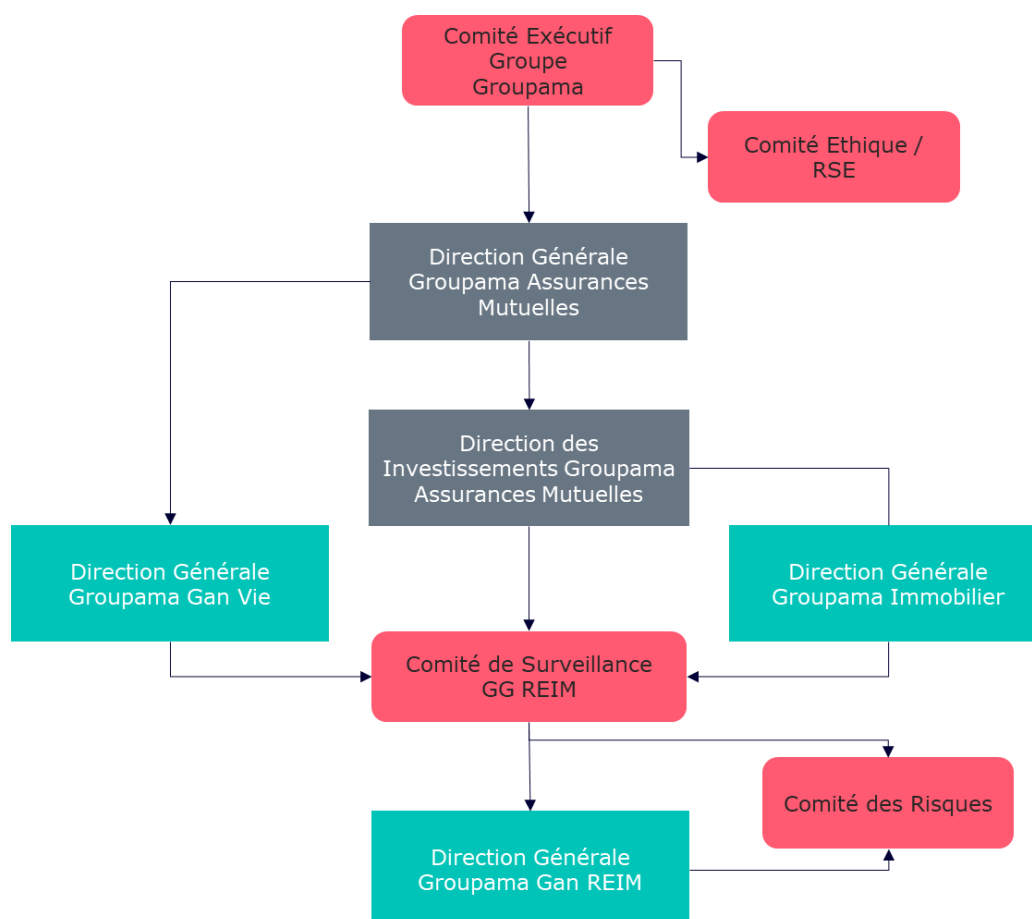 Comité Exécutif
Groupe
Groupama
Comité Ethique /
RSE
Direction Générale
Groupama Assurances
Mutuelles
Direction des
Investissements Groupama
Assurances Mutuelles
Direction Générale
Groupama Gan Vie
Direction Générale
Groupama Immobilier
Comité de Surveillance
GG REIM
Comité des Risques
Direction Générale
Groupama Gan REIM